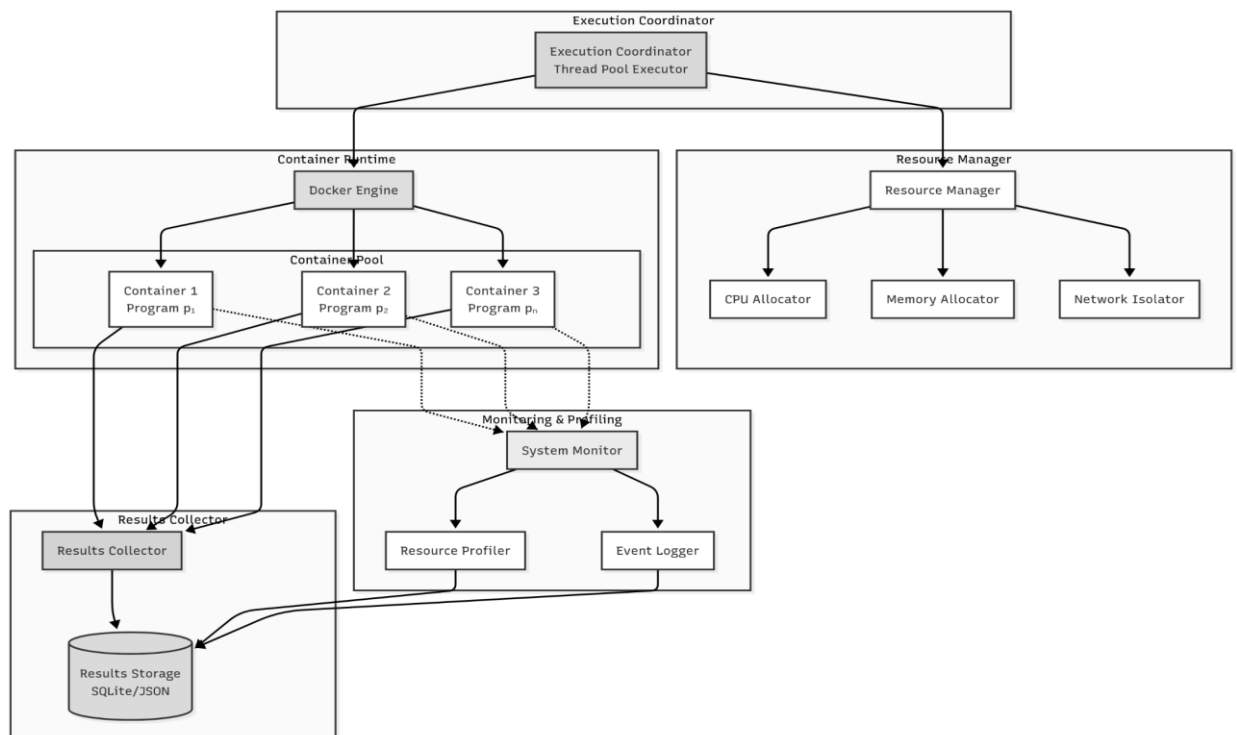 Execution Coordinator
Execution Coordinator
Thread Pool Executor
Container Runtime
Docker Engine
Container Pool
Container 1
Program p₁
Container 2
Program p₂
Container 3
Program pₙ
Resource Manager
Resource Manager
CPU Allocator
Memory Allocator
Network Isolator
Monitoring & Profiling
System Monitor
Resource Profiler
Event Logger
Results Collector
Results Collector
Results Storage
SQLite/JSON